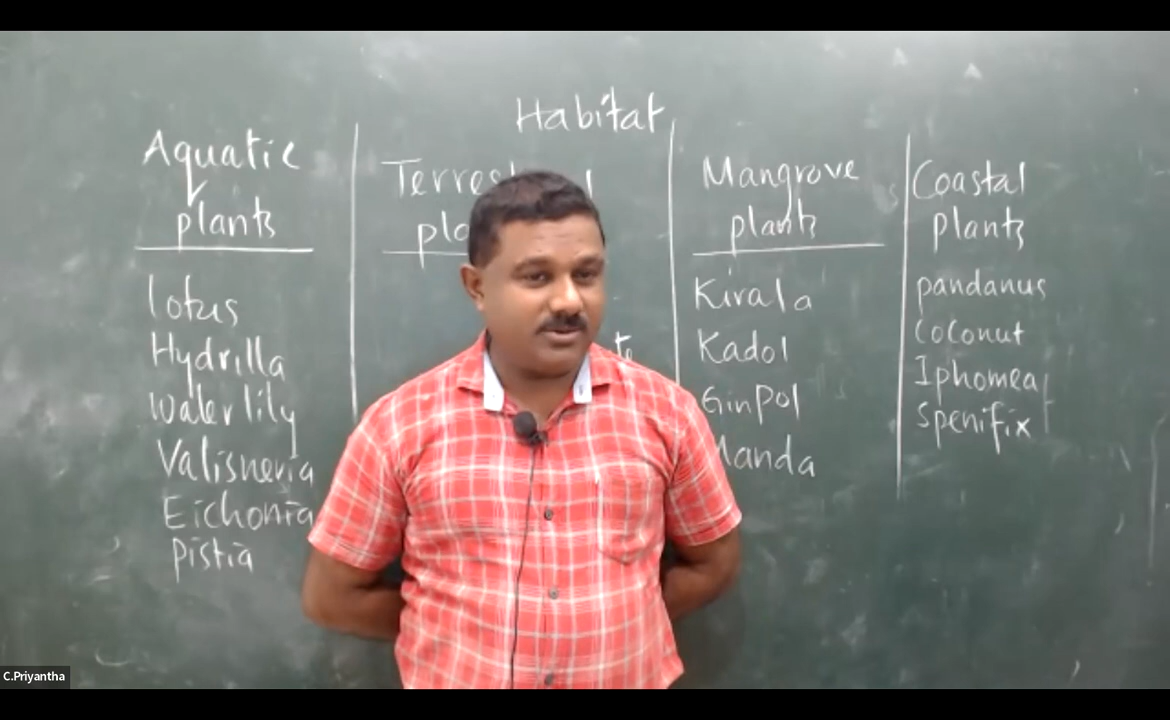 Habitat
Aquatic
plants
lotus
Hydrilla
water lily
Valisneria
Eichonia
pistia
Mangrove
plants
Kirala
Kadol
GinPol
Coastal
plants
pandanus
Coconut
Iphomea
Spenifix
C.Priyantha